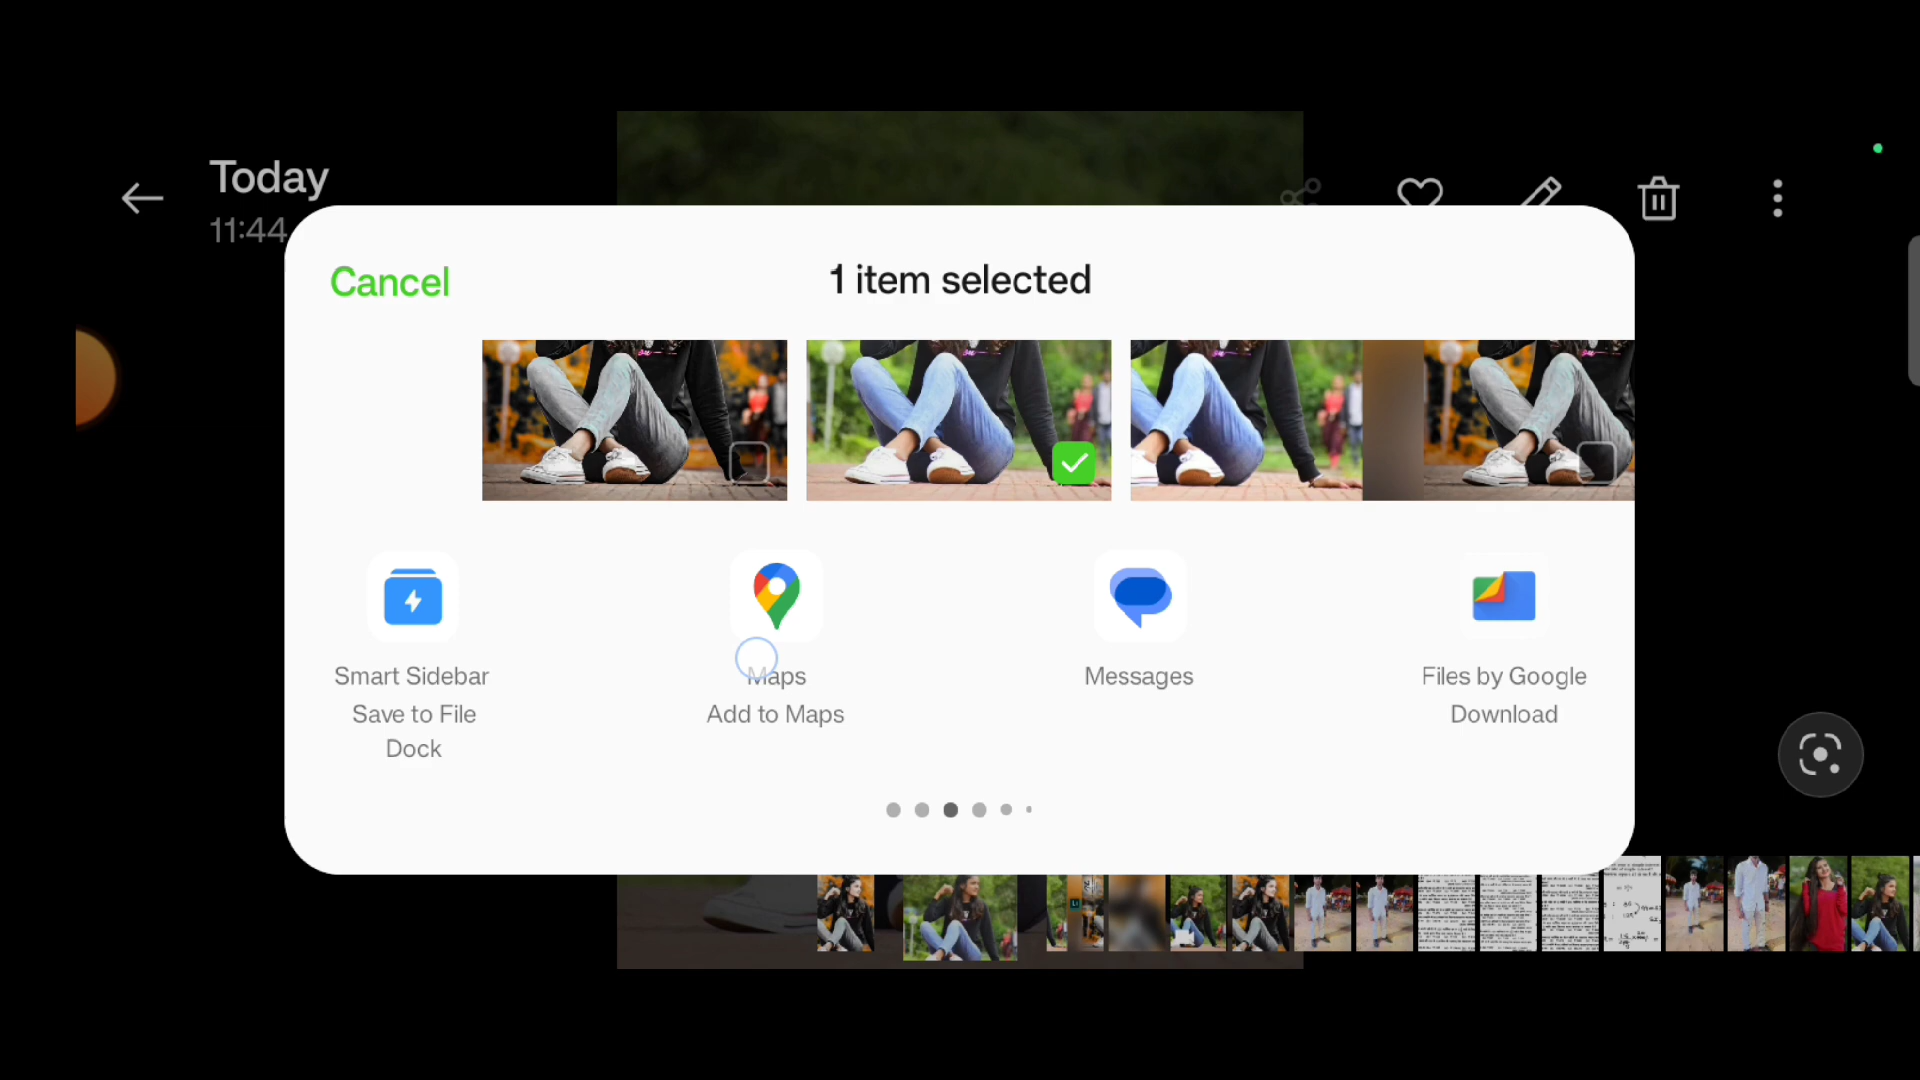 Today
11:44
Cancel
1 item selected
Smart Sidebar
Save to File
Dock
Maps
Add to Maps
Messages
Files by Google
Download